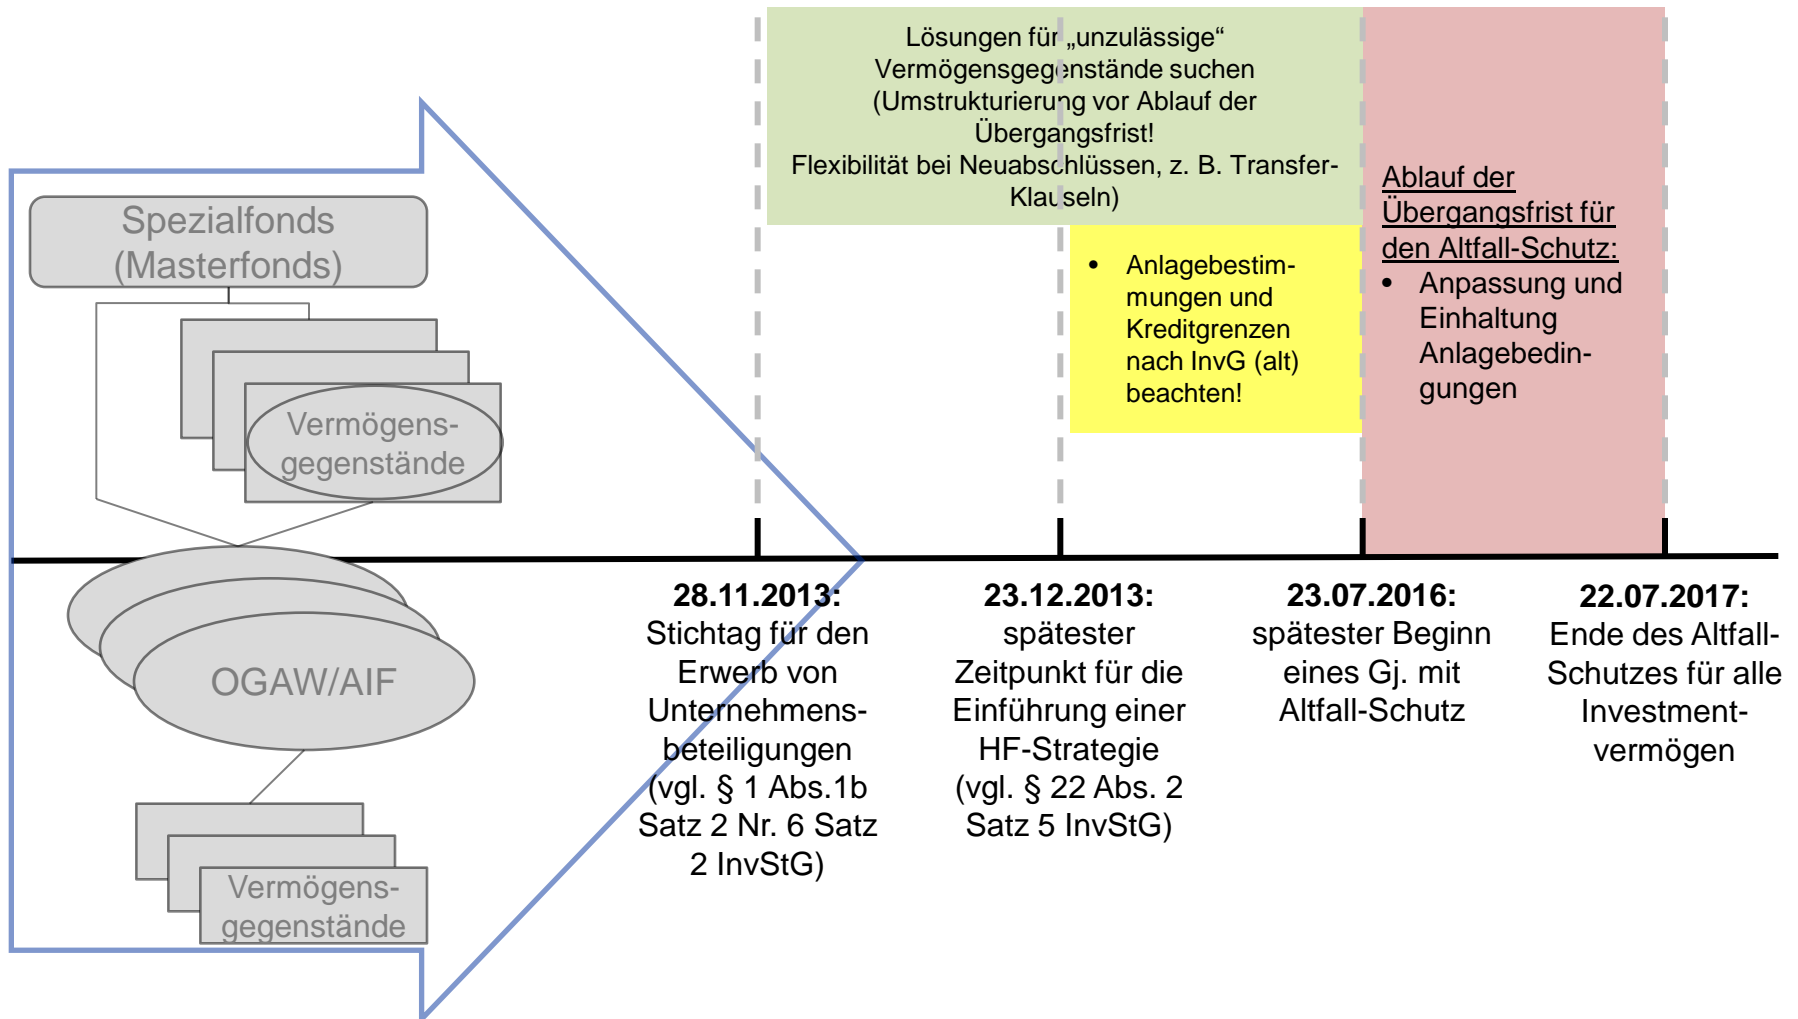 Lösungen für „unzulässige“
Vermögensgegenstände suchen
(Umstrukturierung vor Ablauf der
Übergangsfrist!
Flexibilität bei Neuabschlüssen, z. B. Transfer-
Klauseln)
Ablauf der
Übergangsfrist für
den Altfall-Schutz:
• Anpassung und
Einhaltung
Anlagebedin-
gungen
• Anlagebestim-
mungen und
Kreditgrenzen
nach InvG (alt)
beachten!
Spezialfonds
(Masterfonds)
Vermögens-
gegenstände
OGAW/AIF
Vermögens-
gegenstände
28.11.2013:
Stichtag für den
Erwerb von
Unternehmens-
beteiligungen
(vgl. § 1 Abs.1b
Satz 2 Nr. 6 Satz
2 InvStG)
23.12.2013:
spätester
Zeitpunkt für die
Einführung einer
HF-Strategie
(vgl. § 22 Abs. 2
Satz 5 InvStG)
23.07.2016:
spätester Beginn
eines Gj. mit
Altfall-Schutz
22.07.2017:
Ende des Altfall-
Schutzes für alle
Investment-
vermögen